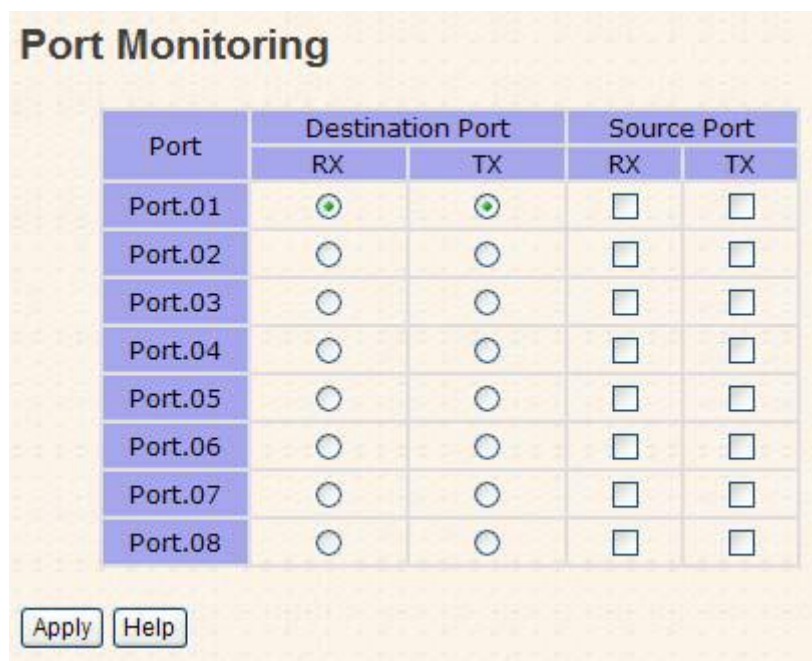 Port Monitoring
Port Destination Port Source Port
RX TX RX TX
Port.01
Port.02
Port.03
Port.04
Port.05
Port.06
Port.07
Port.08
Apply Help